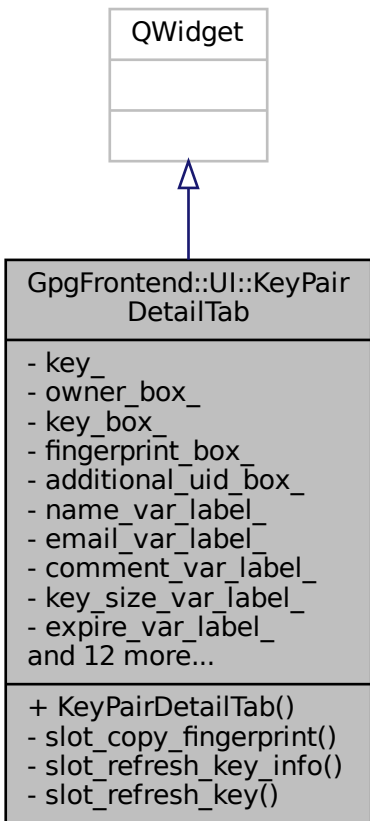 QWidget
GpgFrontend::UI::KeyPair
DetailTab
- key_
- owner_box_
- key_box_
- fingerprint_box_
- additional_uid_box_
- name_var_label_
- email_var_label_
- comment_var_label_
- key_size_var_label_
- expire_var_label_
and 12 more...
+ KeyPairDetailTab()
- slot_copy_fingerprint()
- slot_refresh_key_info()
- slot_refresh_key()